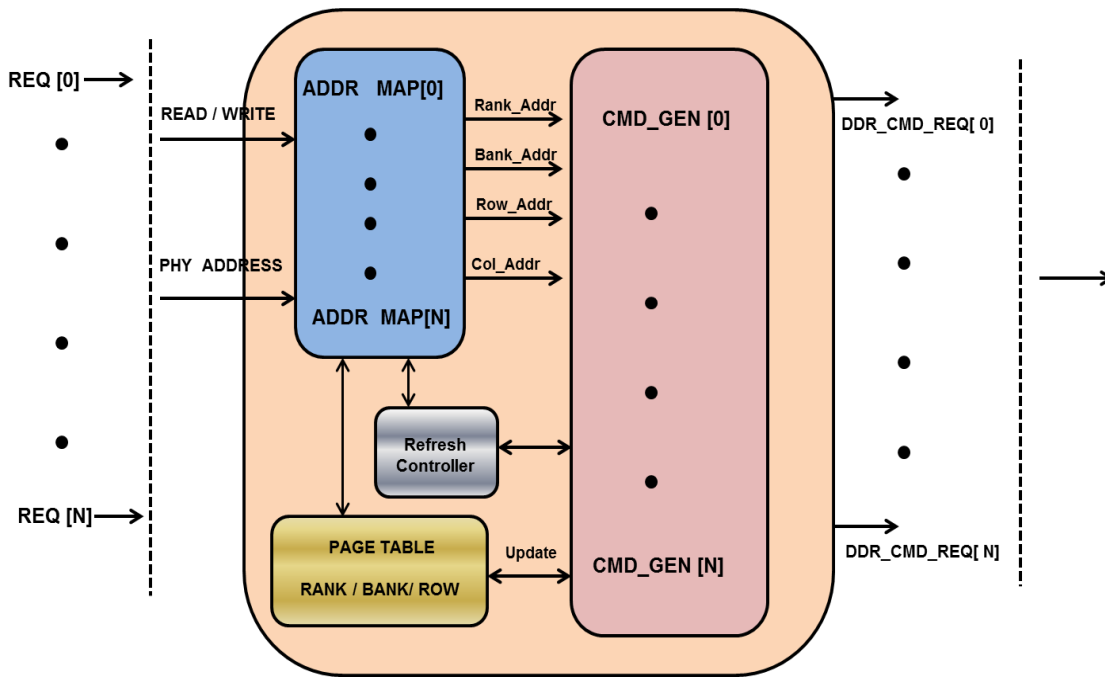 REQ [0]
READ / WRITE
PHY ADDRESS
REQ [N]
ADDR MAP[0]
ADDR MAP[N]
Rank_Addr
Bank_Addr
Row_Addr
Col_Addr
Refresh
Controller
PAGE TABLE
RANK / BANK/ ROW
Update
CMD_GEN [0]
CMD_GEN [N]
DDR_CMD_REQ[ 0]
DDR_CMD_REQ[ N]